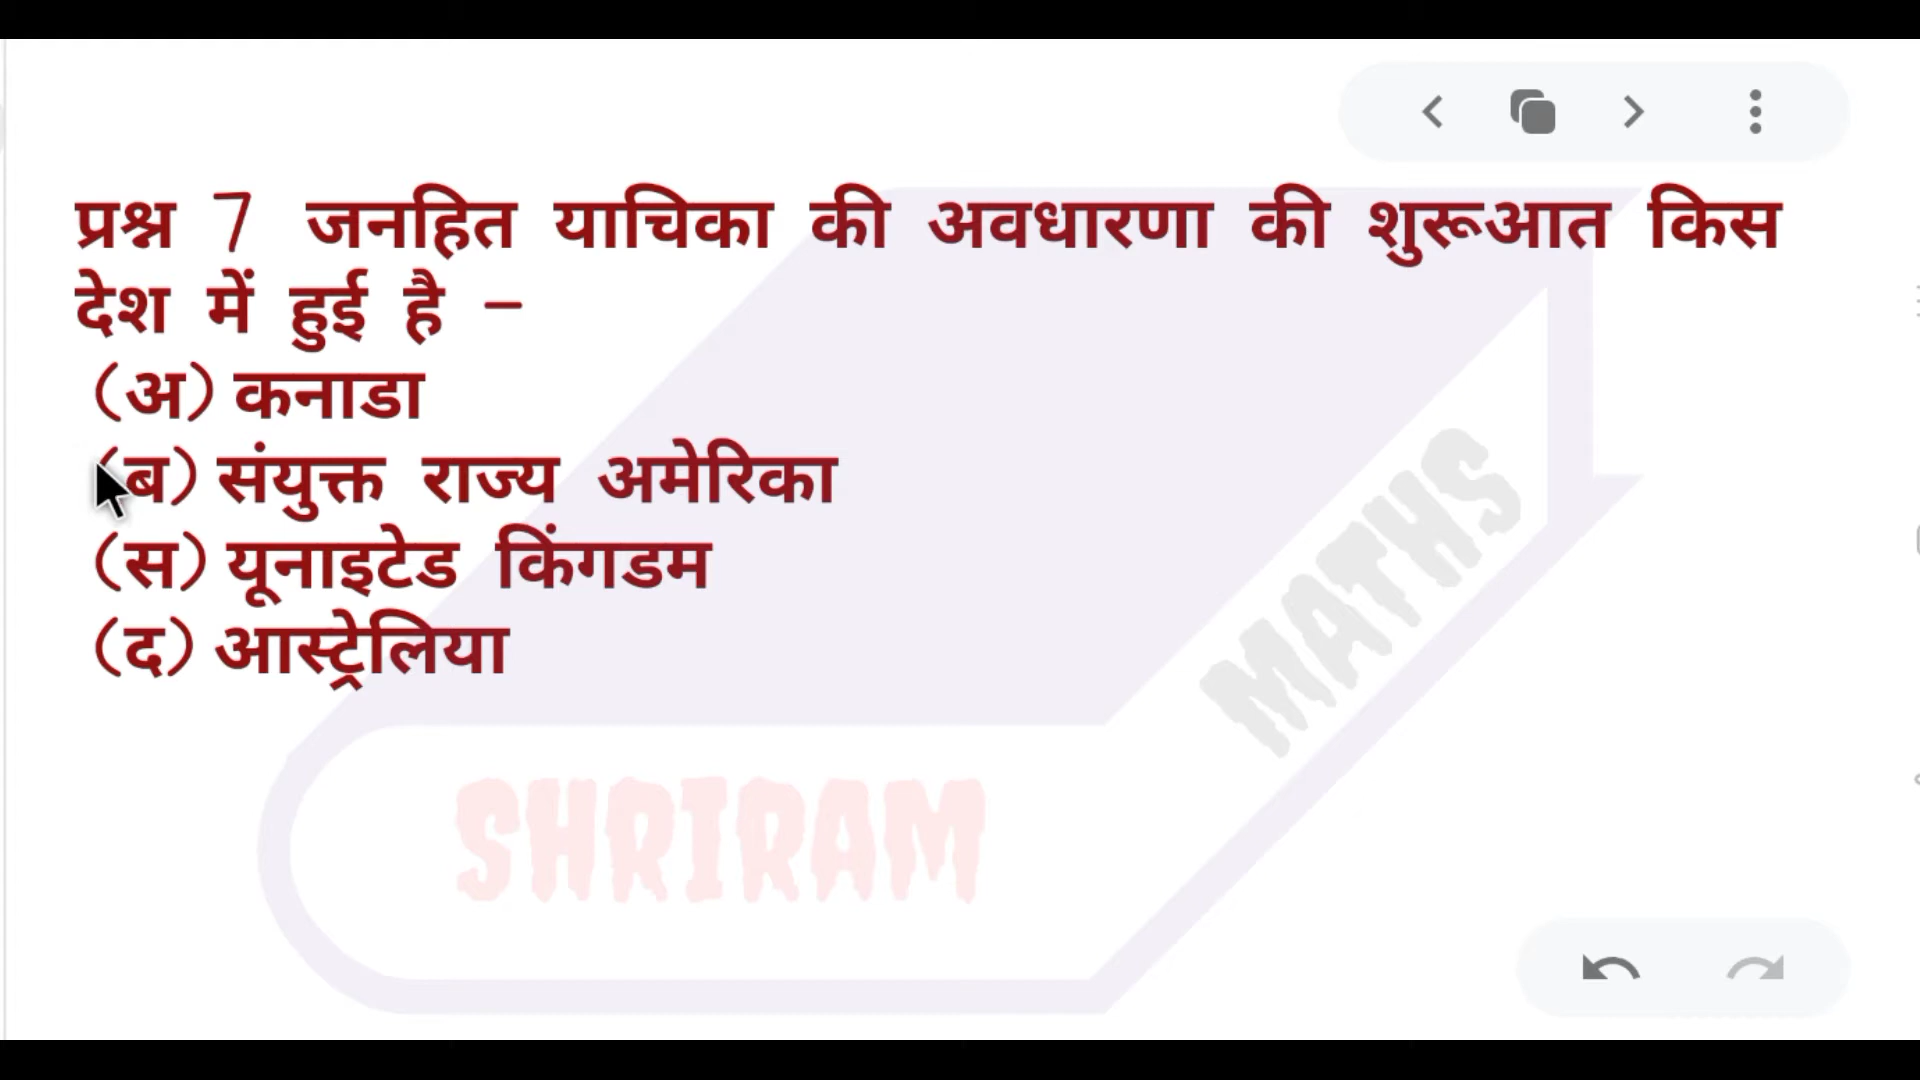 प्रश्न 7 जनहित याचिका की अवधारणा की शुरूआत किस
देश में हुई है -
(अ) कनाडा
(ब) संयुक्त राज्य अमेरिका
(स) यूनाइटेड किंगडम
(द) आस्ट्रेलिया
MATHS
SHRIRAM